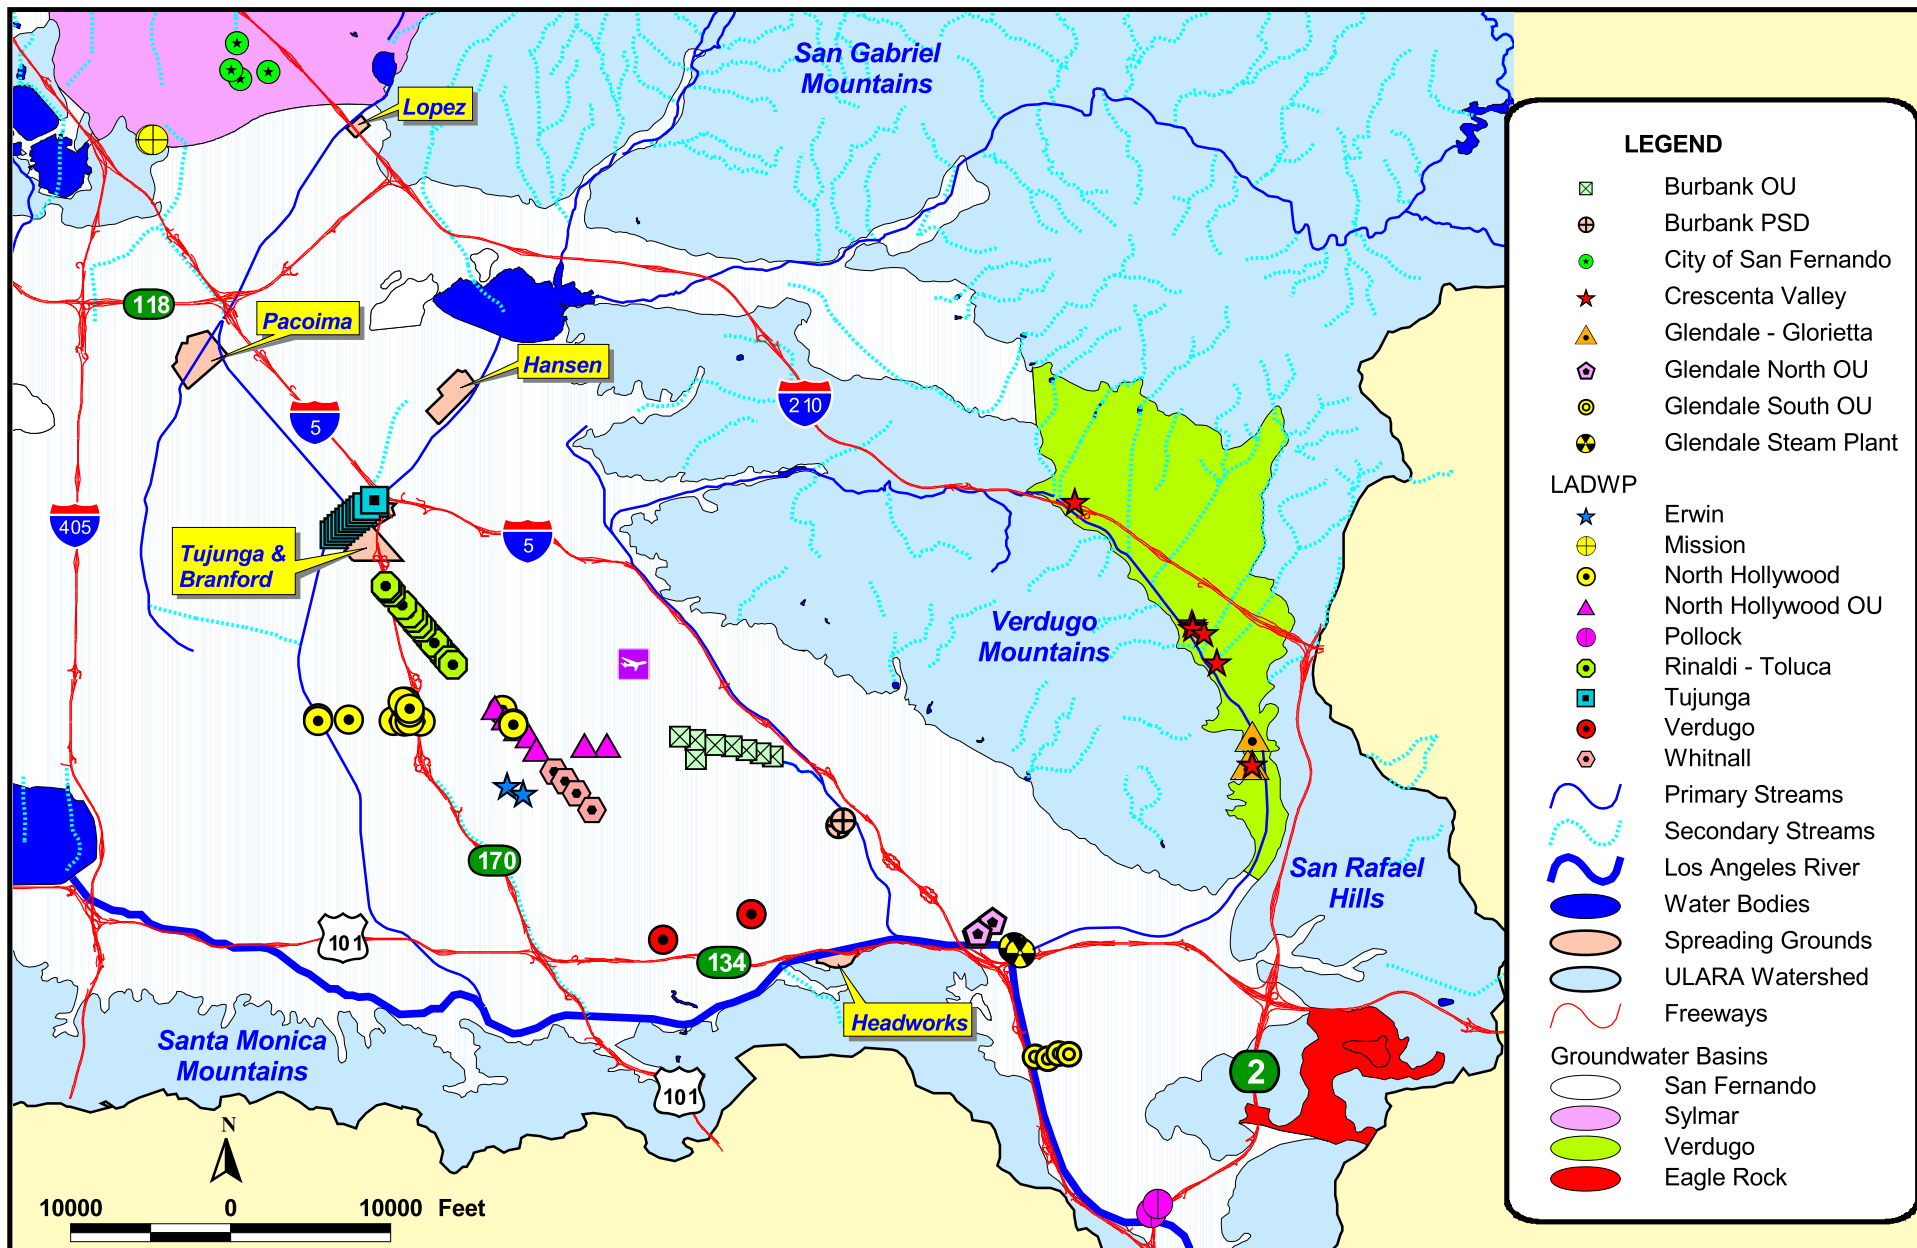 San Gabriel
Mountains
Lopez
118
Pacoima
Hansen
5
210
405
5
Tujunga &
Branford
Verdugo
Mountains
170
San Rafael
Hills
101
134
Headworks
Santa Monica
Mountains
2
101
N
10000 0 10000 Feet
LEGEND
Burbank OU
Burbank PSD
City of San Fernando
Crescenta Valley
Glendale - Glorietta
Glendale North OU
Glendale South OU
Glendale Steam Plant
LADWP
Erwin
Mission
North Hollywood
North Hollywood OU
Pollock
Rinaldi - Toluca
Tujunga
Verdugo
Whitnall
Primary Streams
Secondary Streams
Los Angeles River
Water Bodies
Spreading Grounds
ULARA Watershed
Freeways
Groundwater Basins
San Fernando
Sylmar
Verdugo
Eagle Rock